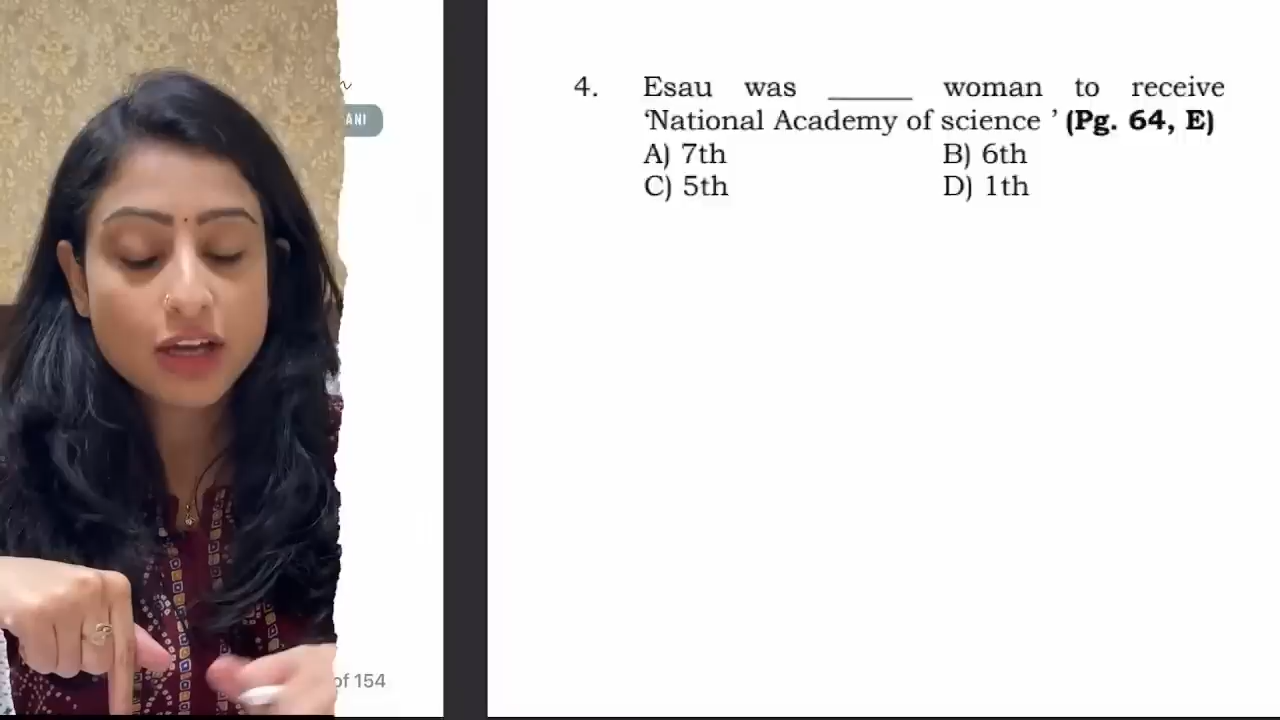 ANI
4. Esau was ______ woman to receive
‘National Academy of science ’ (Pg. 64, E)
A) 7th B) 6th
C) 5th D) 1th
of 154